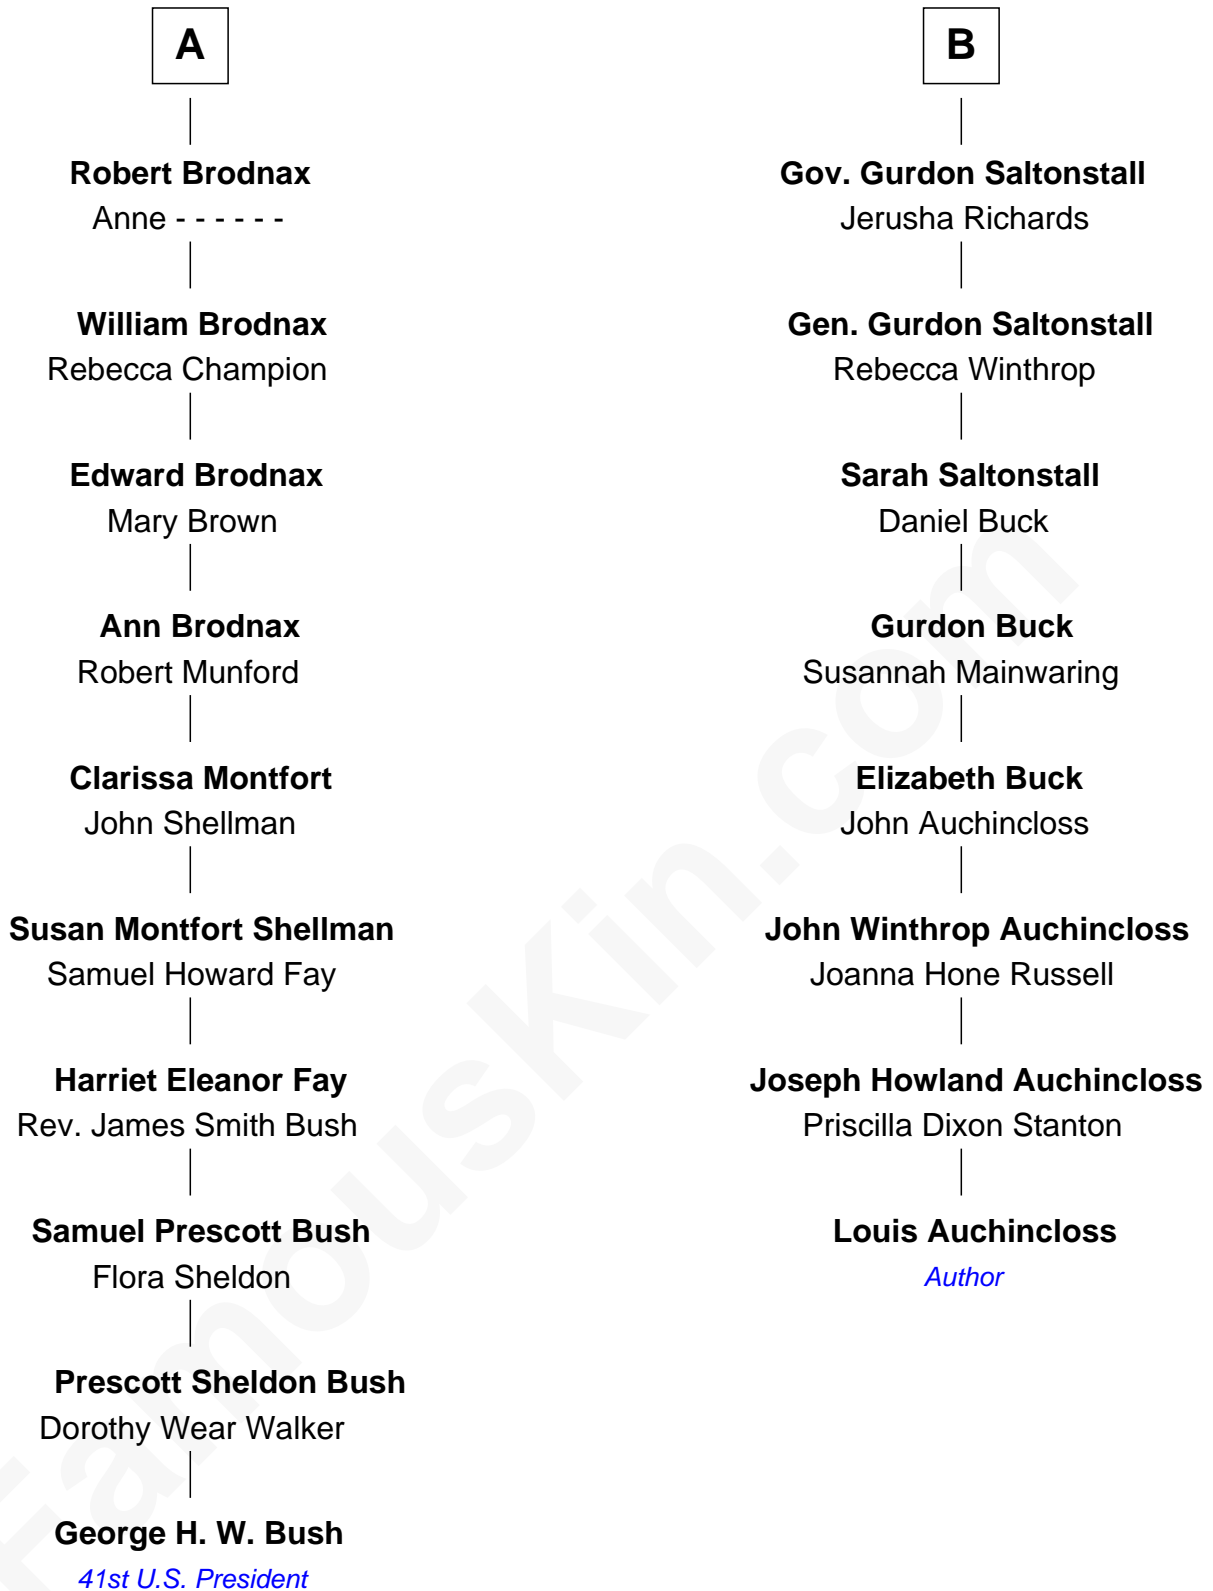 A
Robert Brodnax
Anne - - - - - -
William Brodnax
Rebecca Champion
Edward Brodnax
Mary Brown
Ann Brodnax
Robert Munford
Clarissa Montfort
John Shellman
Susan Montfort Shellman
Samuel Howard Fay
Harriet Eleanor Fay
Rev. James Smith Bush
Samuel Prescott Bush
Flora Sheldon
Prescott Sheldon Bush
Dorothy Wear Walker
George H. W. Bush
41st U.S. President
B
Gov. Gurdon Saltonstall
Jerusha Richards
Gen. Gurdon Saltonstall
Rebecca Winthrop
Sarah Saltonstall
Daniel Buck
Gurdon Buck
Susannah Mainwaring
Elizabeth Buck
John Auchincloss
John Winthrop Auchincloss
Joanna Hone Russell
Joseph Howland Auchincloss
Priscilla Dixon Stanton
Louis Auchincloss
Author
FamousKin.com